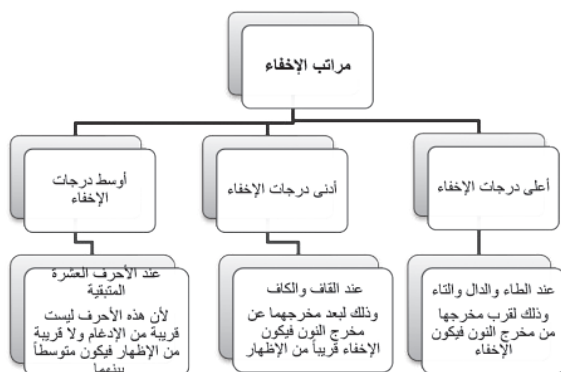 مراتب الإخفاء
أعلى درجات الإخفاء
أدنى درجات الإخفاء
أوسط درجات
الإخفاء
عند الطاء والدال والتاء
وذلك لقرب مخرجها
من مخرج النون فيكون
الإخفاء
عند القاف والكاف
وذلك لبعد مخرجهما عن
مخرج النون فيكون
الإخفاء قريباً من الإظهار
عند الأحرف العشرة
المتبقية
لأن هذه الأحرف ليست
قريبة من الإدغام ولا قريبة
من الإظهار فيكون متوسطاً
بينهما